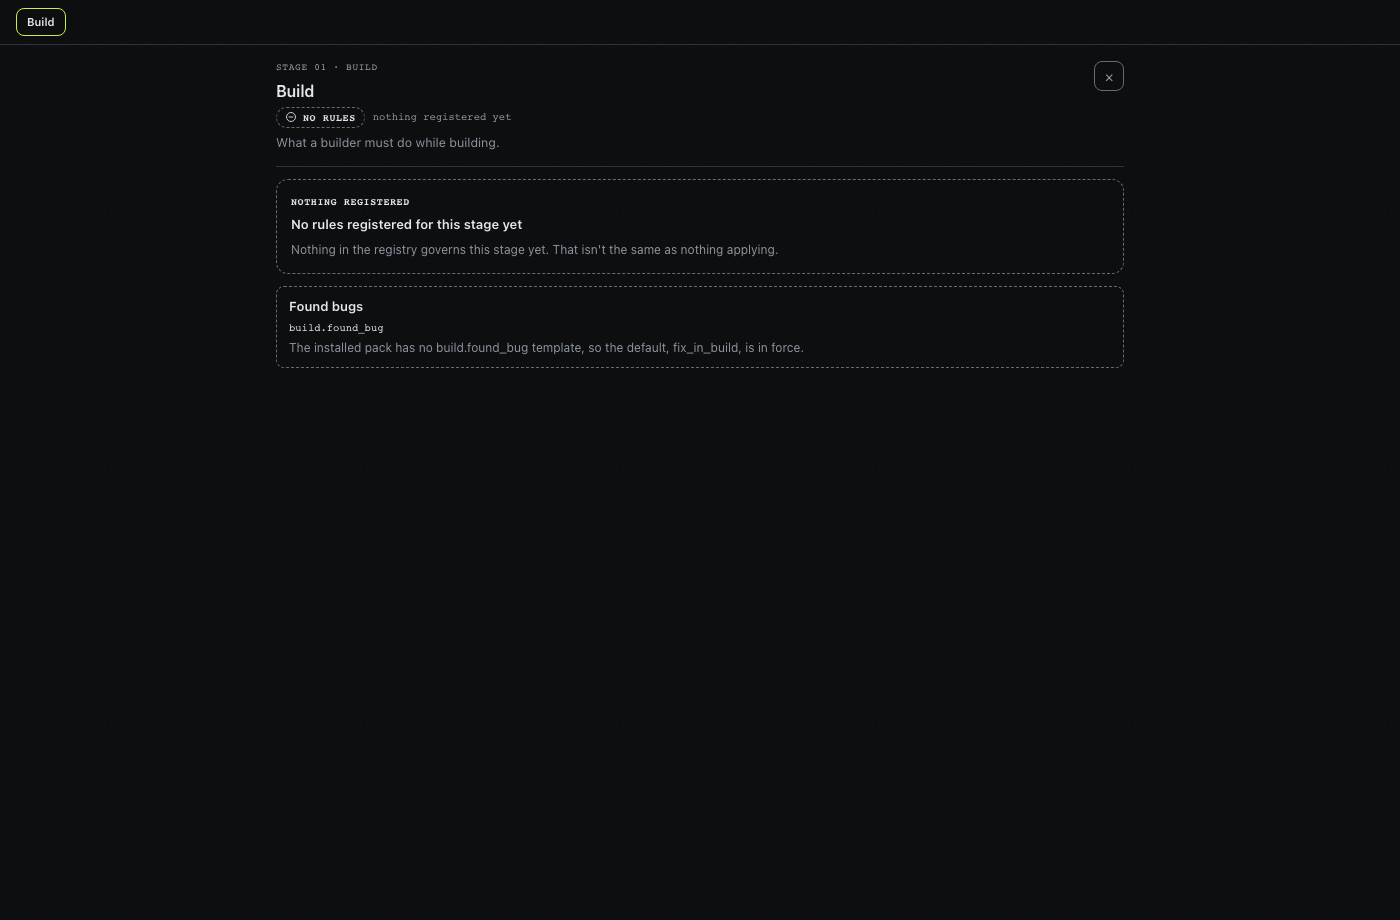 Build
STAGE 01 · BUILD
×
Build
NO RULES nothing registered yet
What a builder must do while building.
NOTHING REGISTERED
No rules registered for this stage yet
Nothing in the registry governs this stage yet. That isn't the same as nothing applying.
Found bugs
build.found_bug
The installed pack has no build.found_bug template, so the default, fix_in_build, is in force.